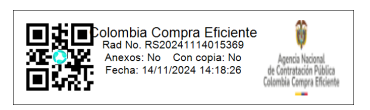 Colombia Compra Eficiente
Rad No. RS20241114015369
Anexos: No Con copia: No
Fecha: 14/11/2024 14:18:26
Agencia Nacional
de Contratación Pública
Colombia Compra Eficiente